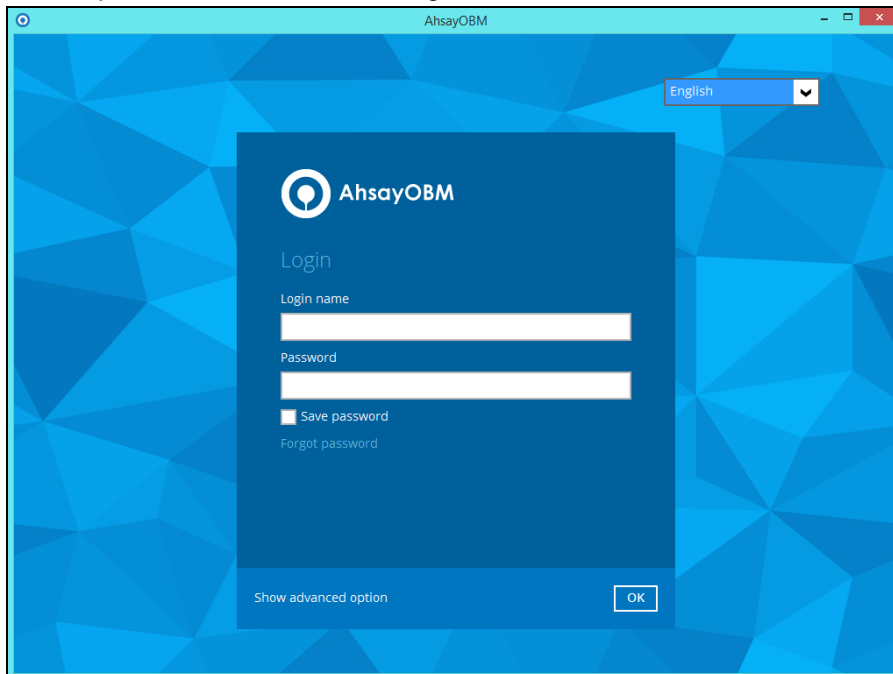 AhsayOBM
English
AhsayOBM
Login
Login name
Password
Save password
Forgot password
Show advanced option
OK